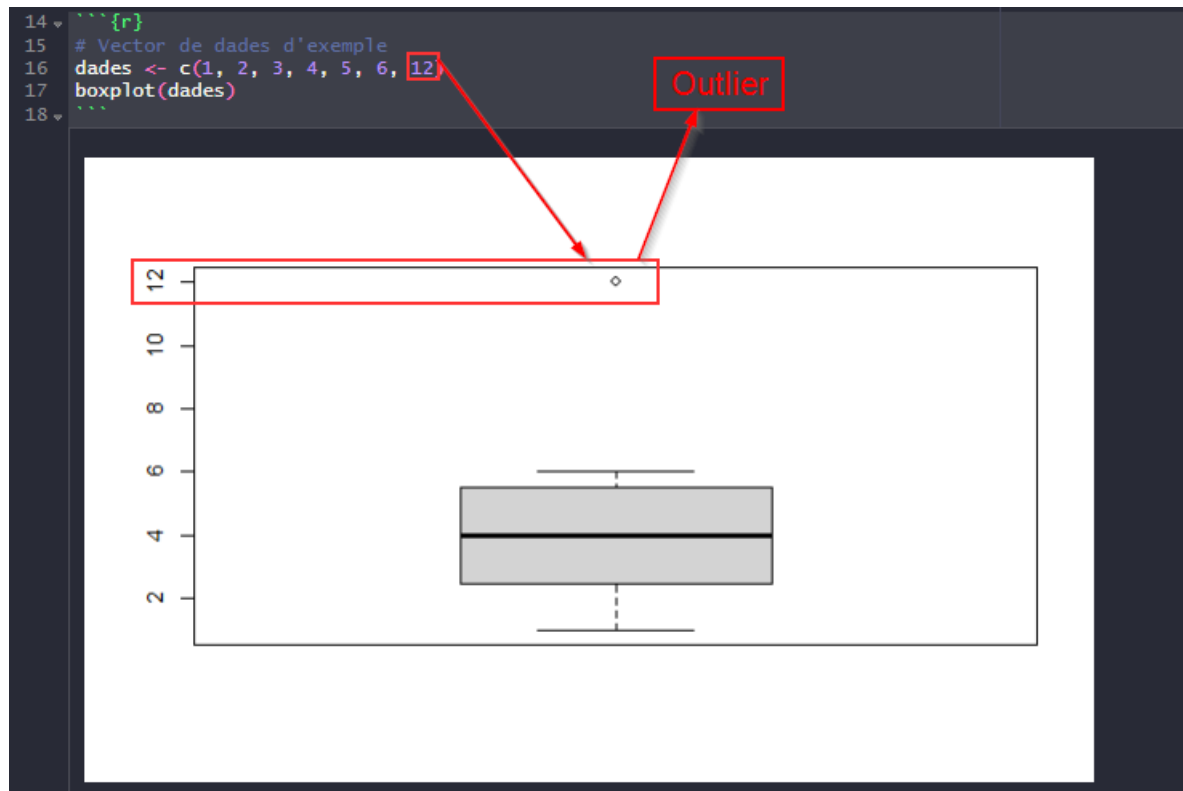 14 ```{r}
15 # Vector de dades d'exemple
16 dades <- c(1, 2, 3, 4, 5, 6, 12)
17 boxplot(dades)
18 ```
Outlier
12
10
8
6
4
2